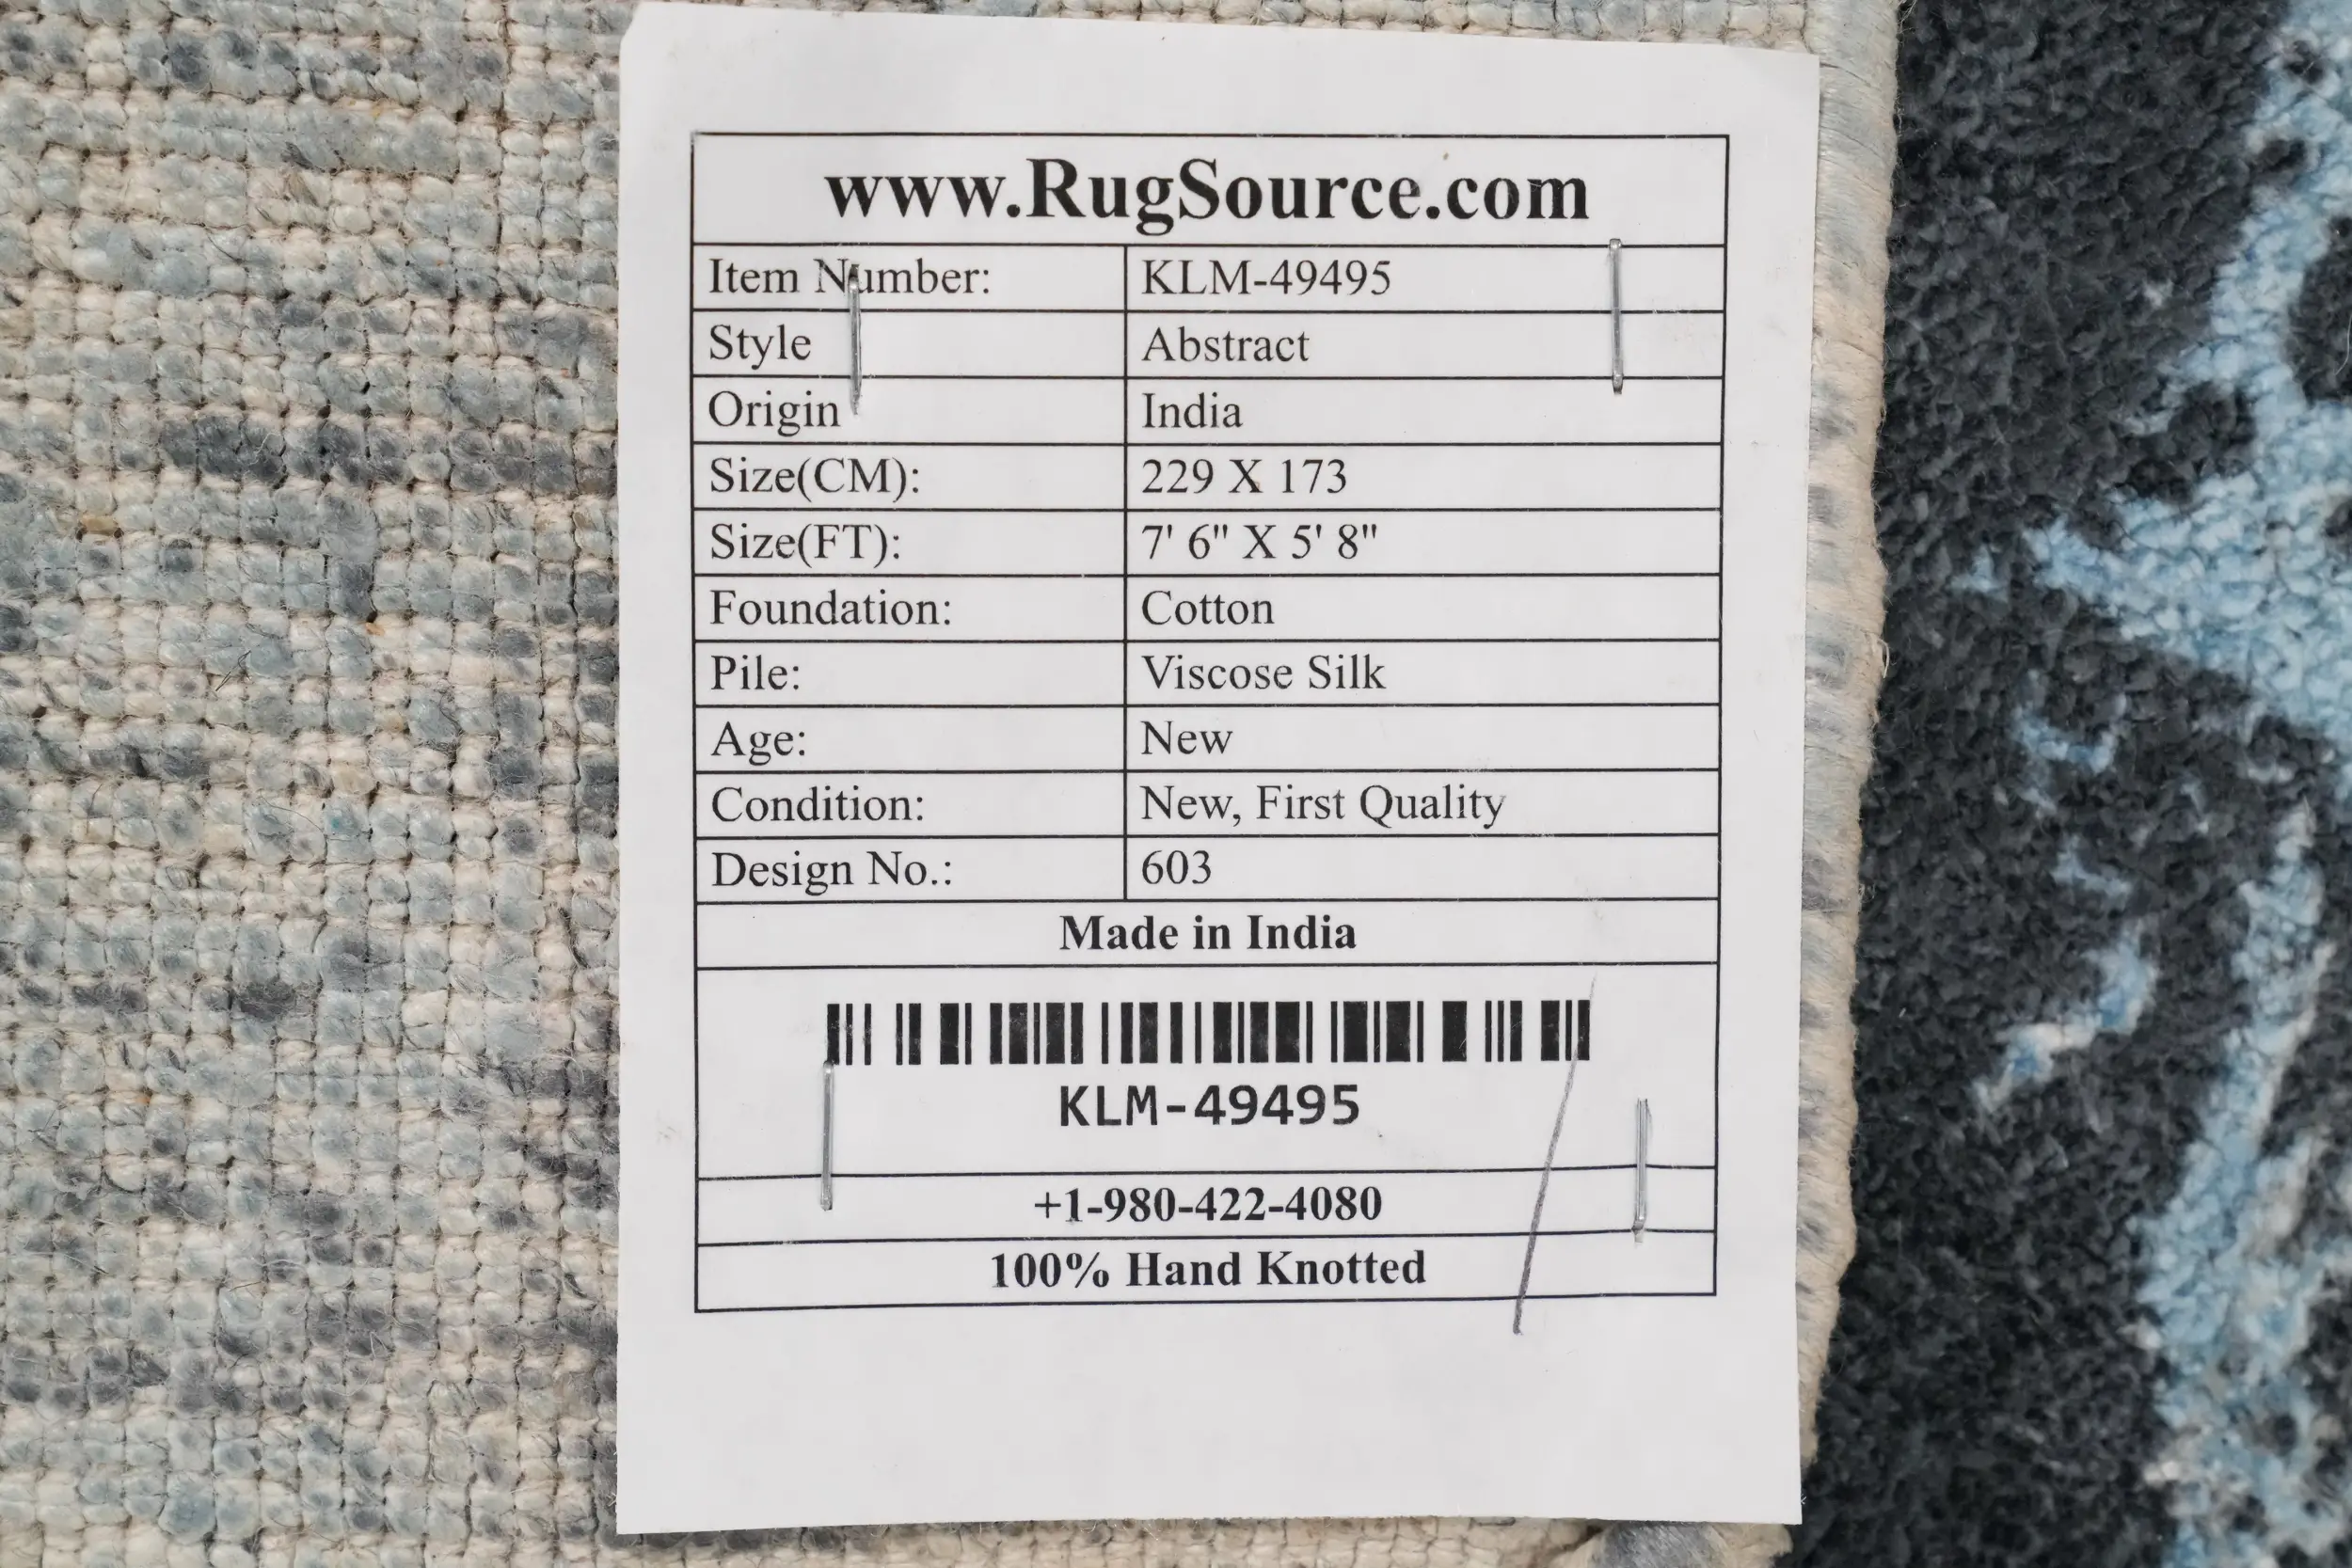 www.RugSource.com
Item Number: KLM-49495
Style Abstract
Origin India
Size(CM): 229 X 173
Size(FT): 7' 6" X 5' 8"
Foundation: Cotton
Pile: Viscose Silk
Age: New
Condition: New, First Quality
Design No.: 603
Made in India
KLM-49495
+1-980-422-4080
100% Hand Knotted